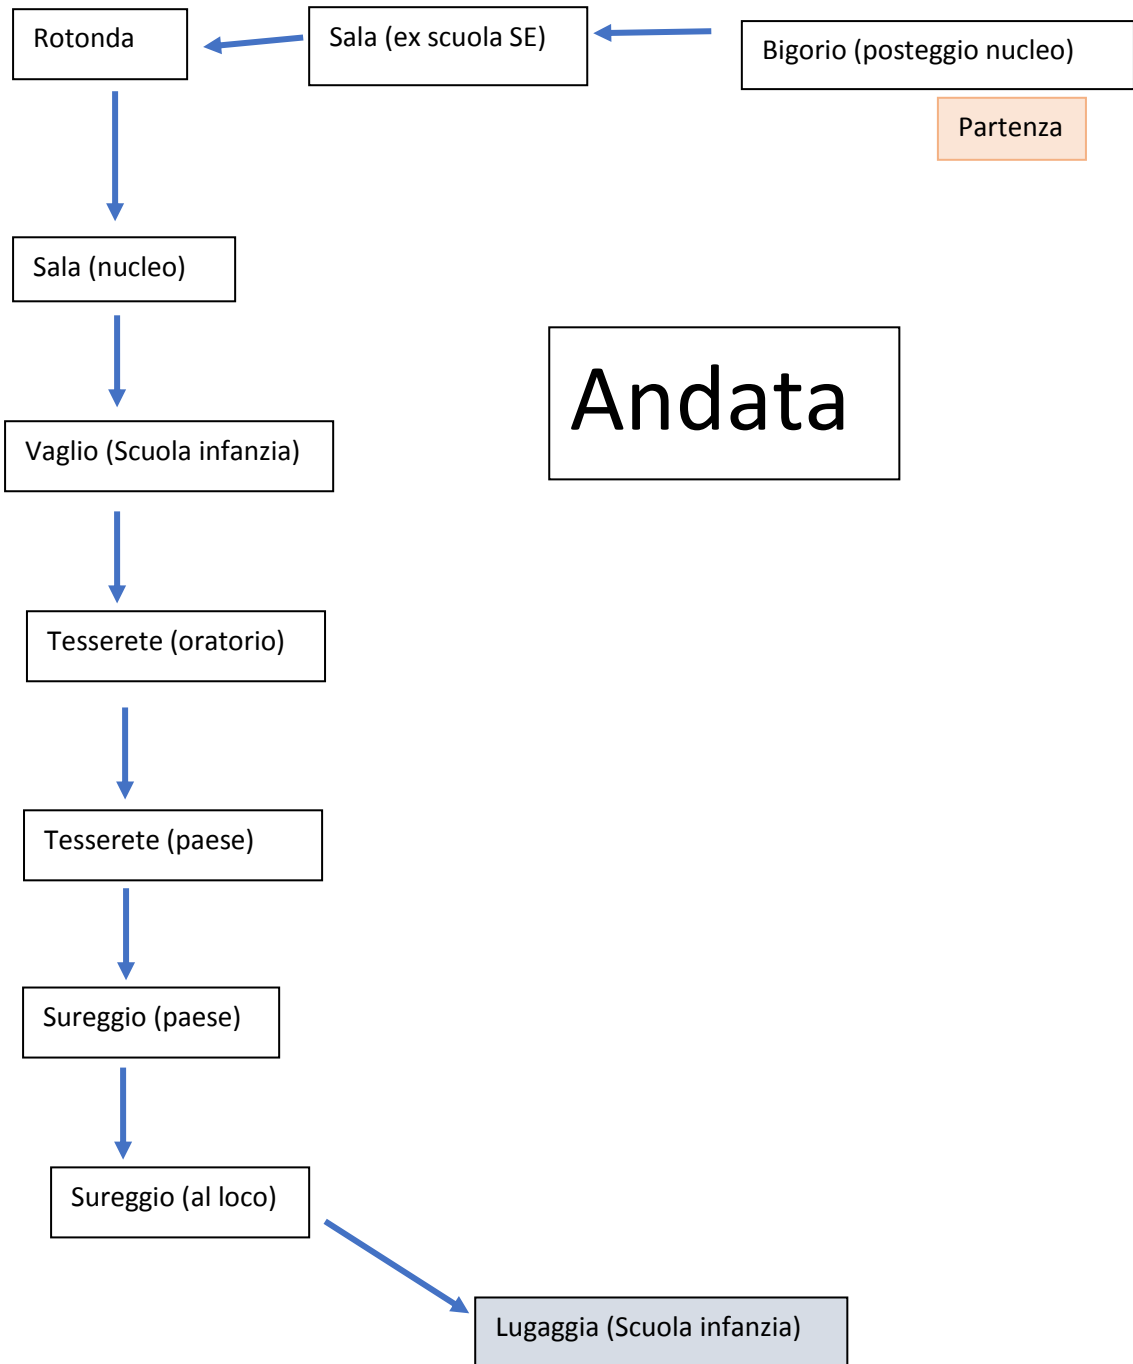 Rotonda
Sala (ex scuola SE)
Bigorio (posteggio nucleo)
Partenza
Sala (nucleo)
Andata
Vaglio (Scuola infanzia)
Tesserete (oratorio)
Tesserete (paese)
Sureggio (paese)
Sureggio (al loco)
Lugaggia (Scuola infanzia)